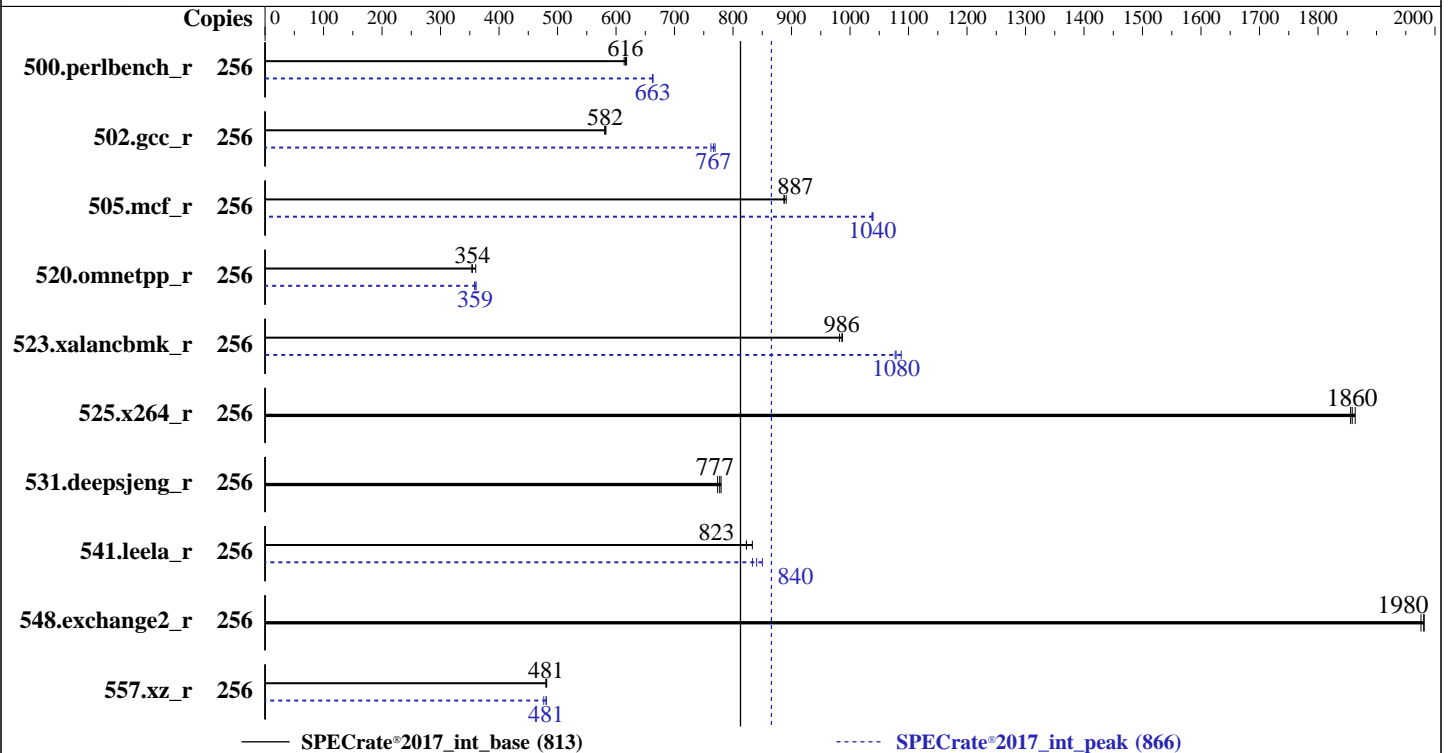 Copies 0 100 200 300 400 500 600 700 800 900 1000 1100 1200 1300 1400 1500 1600 1700 1800 2000
616
500.perlbench_r 256
663
582
502.gcc_r 256
767
887
505.mcf_r 256
1040
354
520.omnetpp_r 256
359
986
523.xalancbmk_r 256
1080
1860
525.x264_r 256
777
531.deepsjeng_r 256
823
541.leela_r 256
840
1980
548.exchange2_r 256
481
557.xz_r 256
481
SPECrate®2017_int_base (813) SPECrate®2017_int_peak (866)